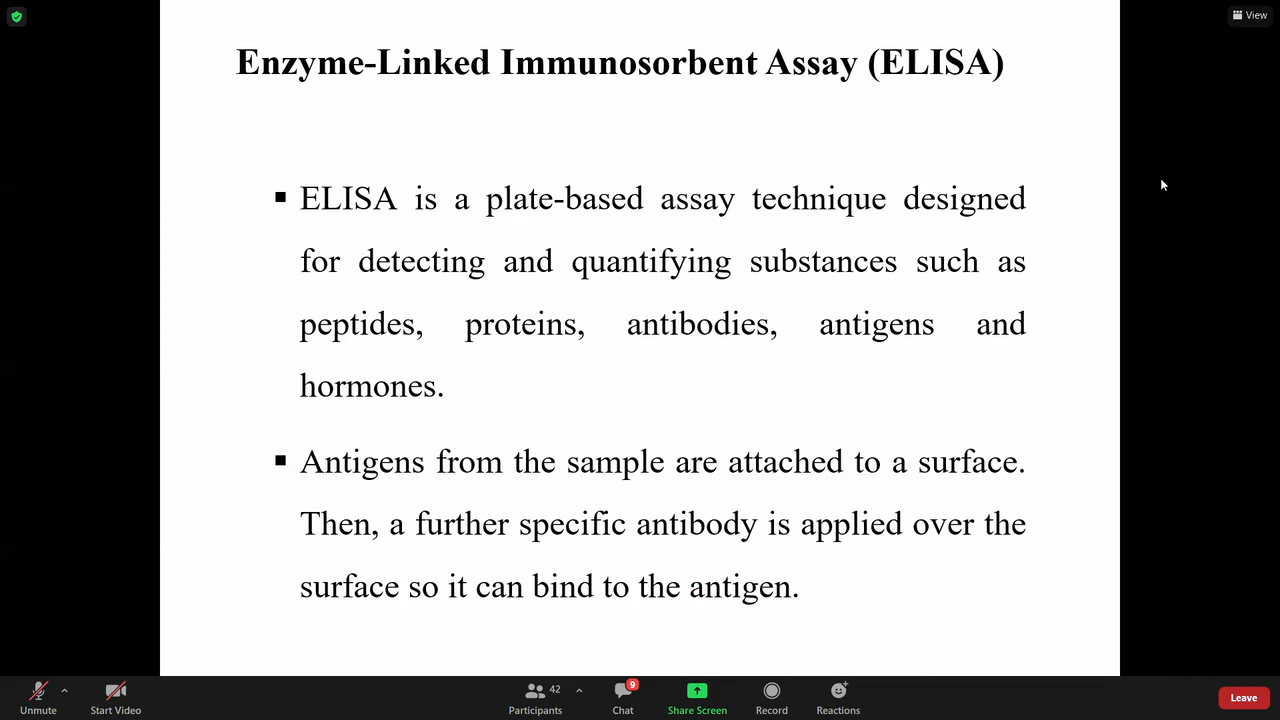 View
Enzyme-Linked Immunosorbent Assay (ELISA)
▪ ELISA is a plate-based assay technique designed
for detecting and quantifying substances such as
peptides, proteins, antibodies, antigens and
hormones.
▪ Antigens from the sample are attached to a surface.
Then, a further specific antibody is applied over the
surface so it can bind to the antigen.
Unmute
Start Video
Participants 42
Chat 9
Share Screen
Record
Reactions
Leave